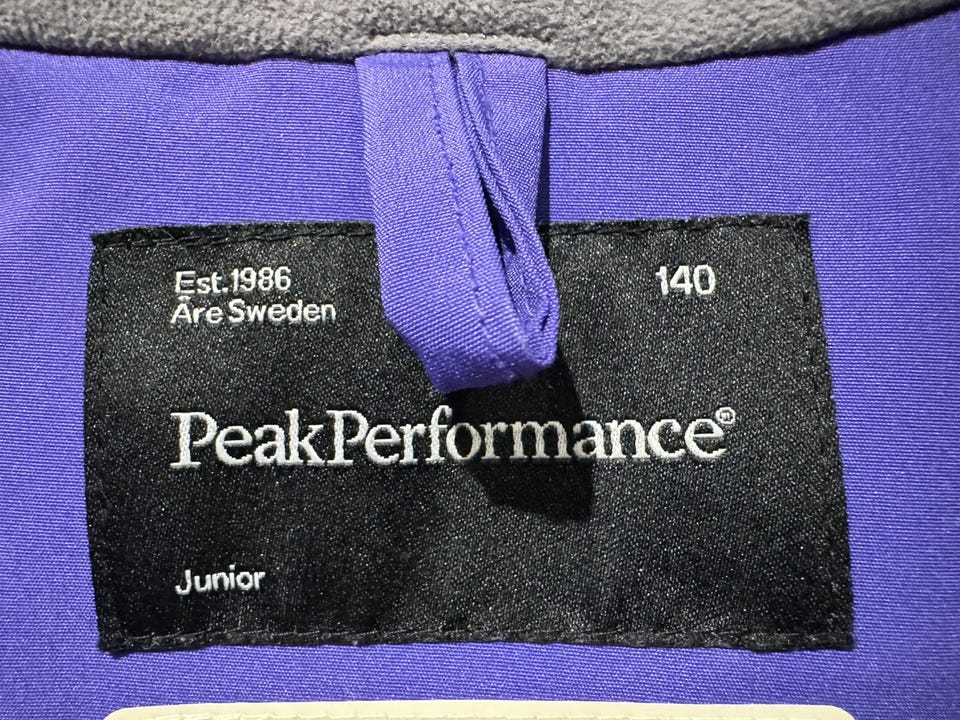 Est.1986
Åre Sweden
140
PeakPerformance®
Junior